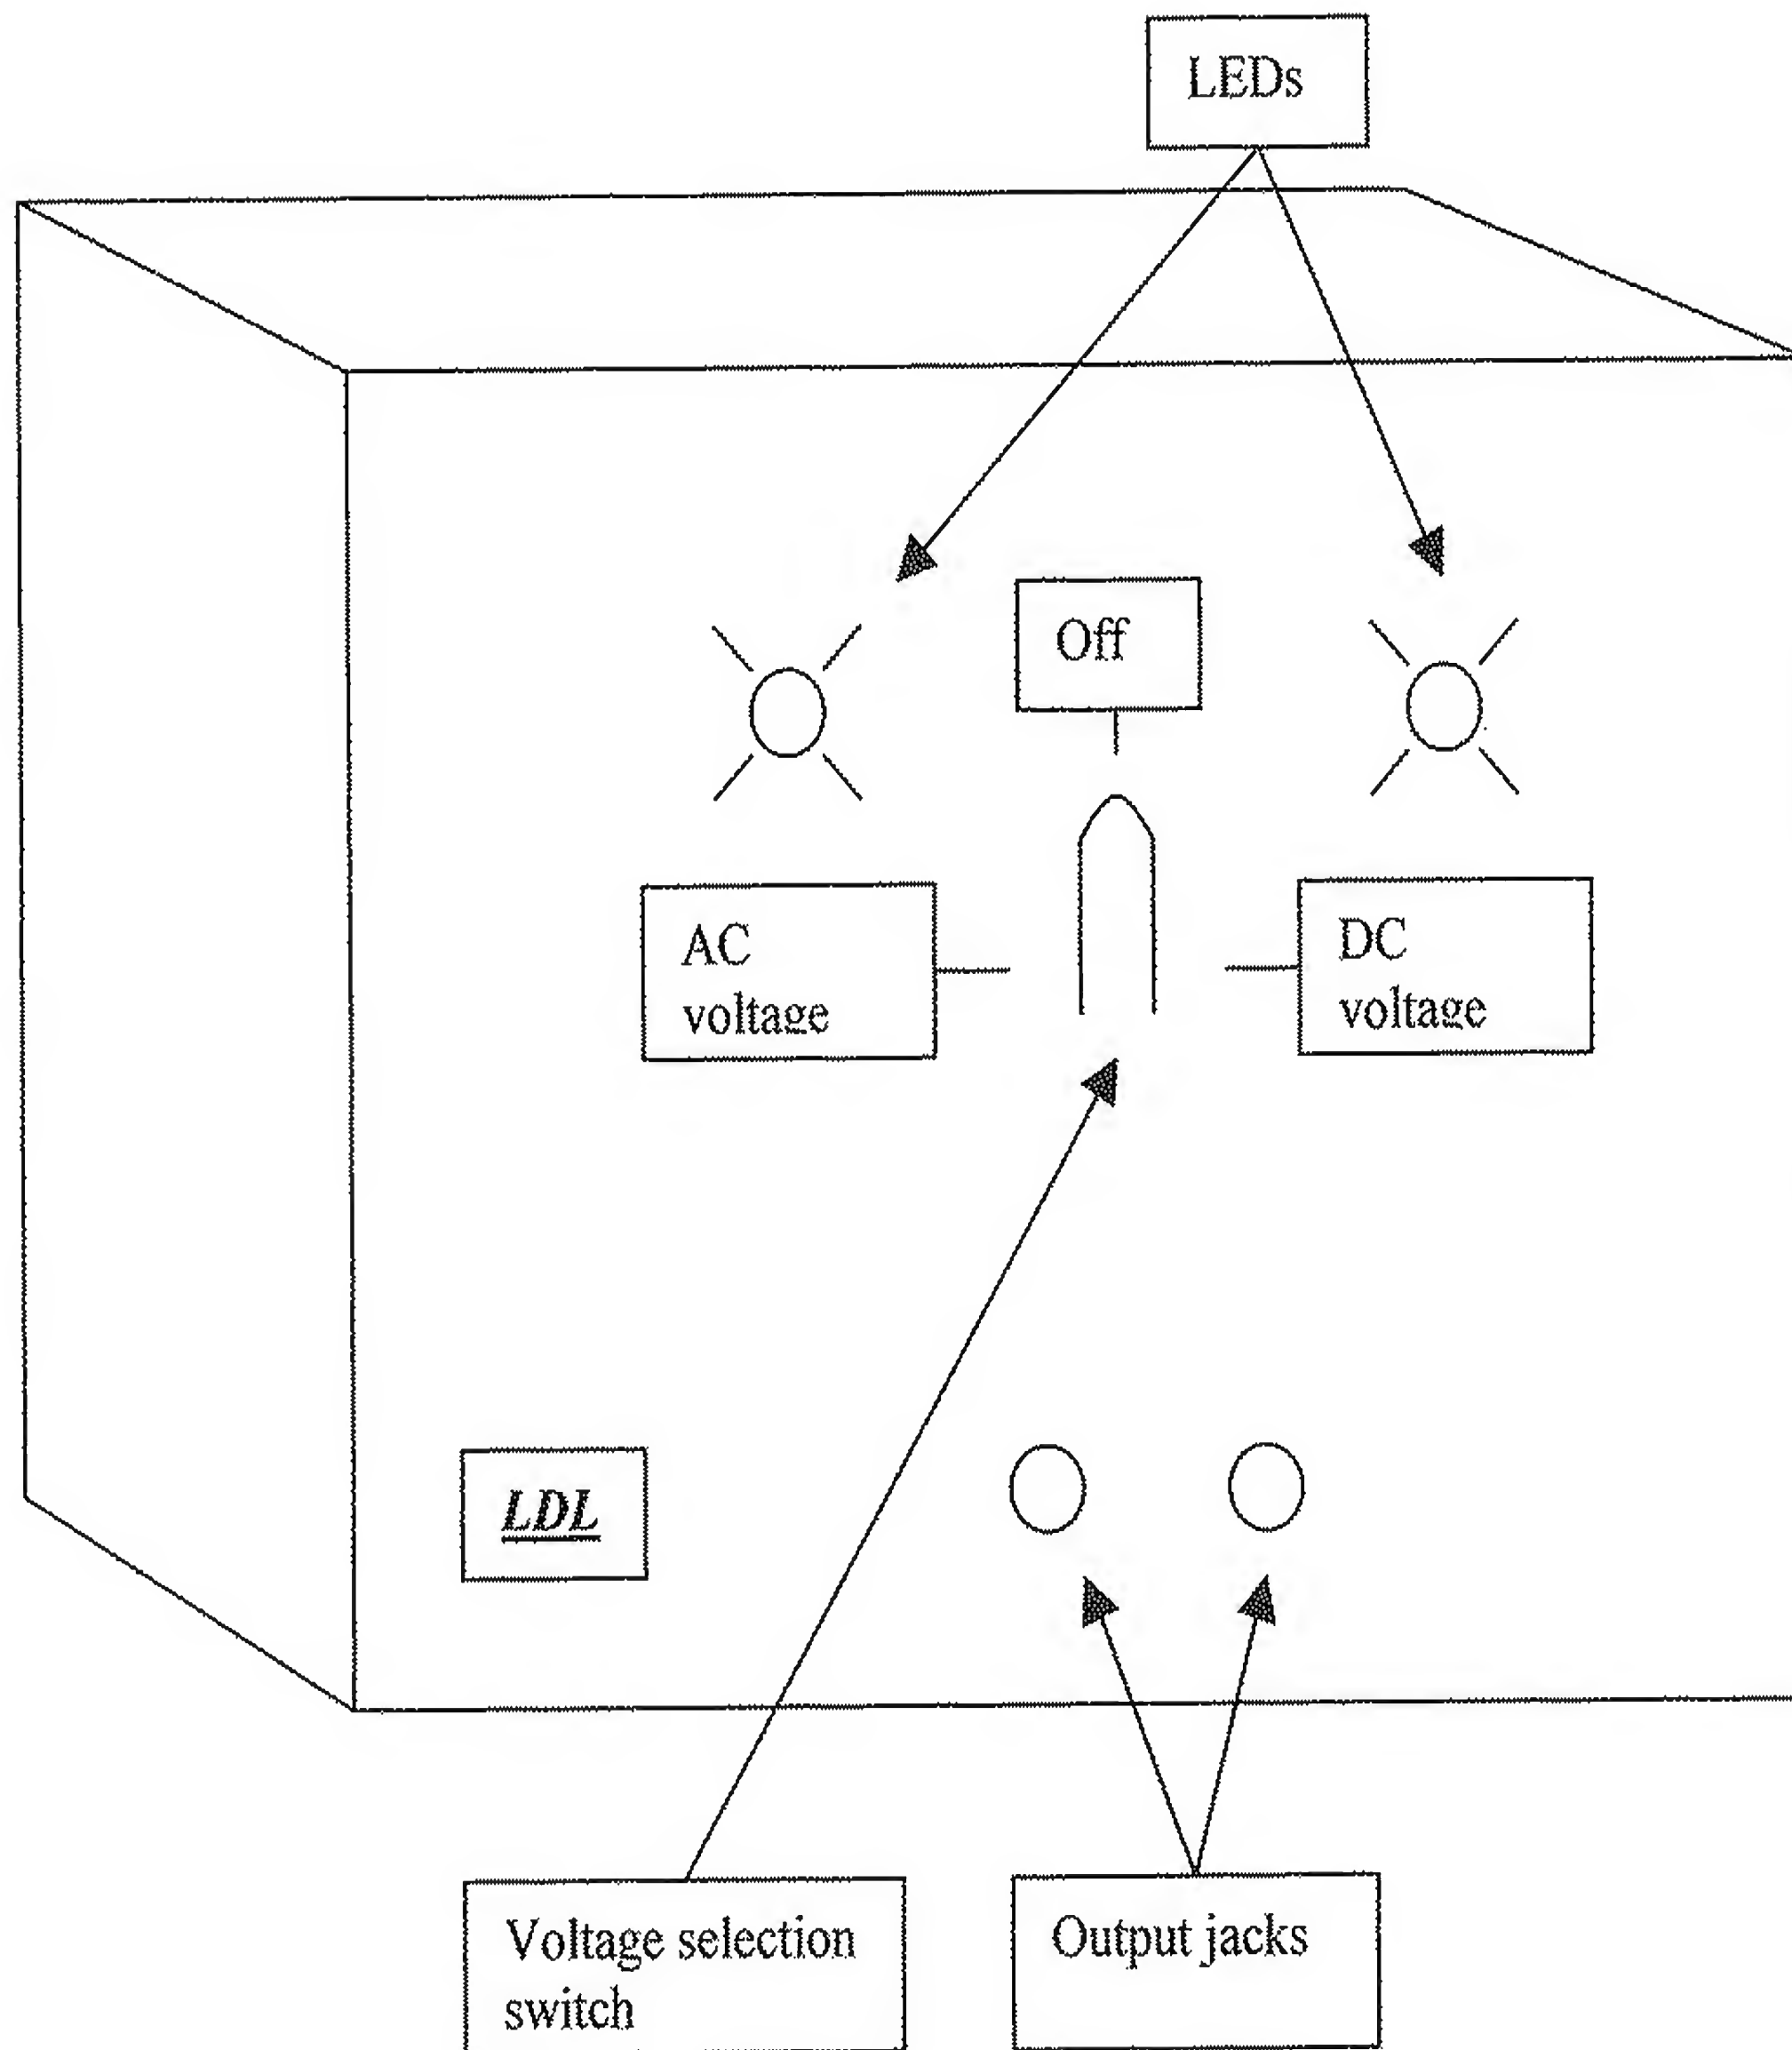 LEDs
Off
AC
voltage
DC
voltage
LDL
Voltage selection
switch
Output jacks